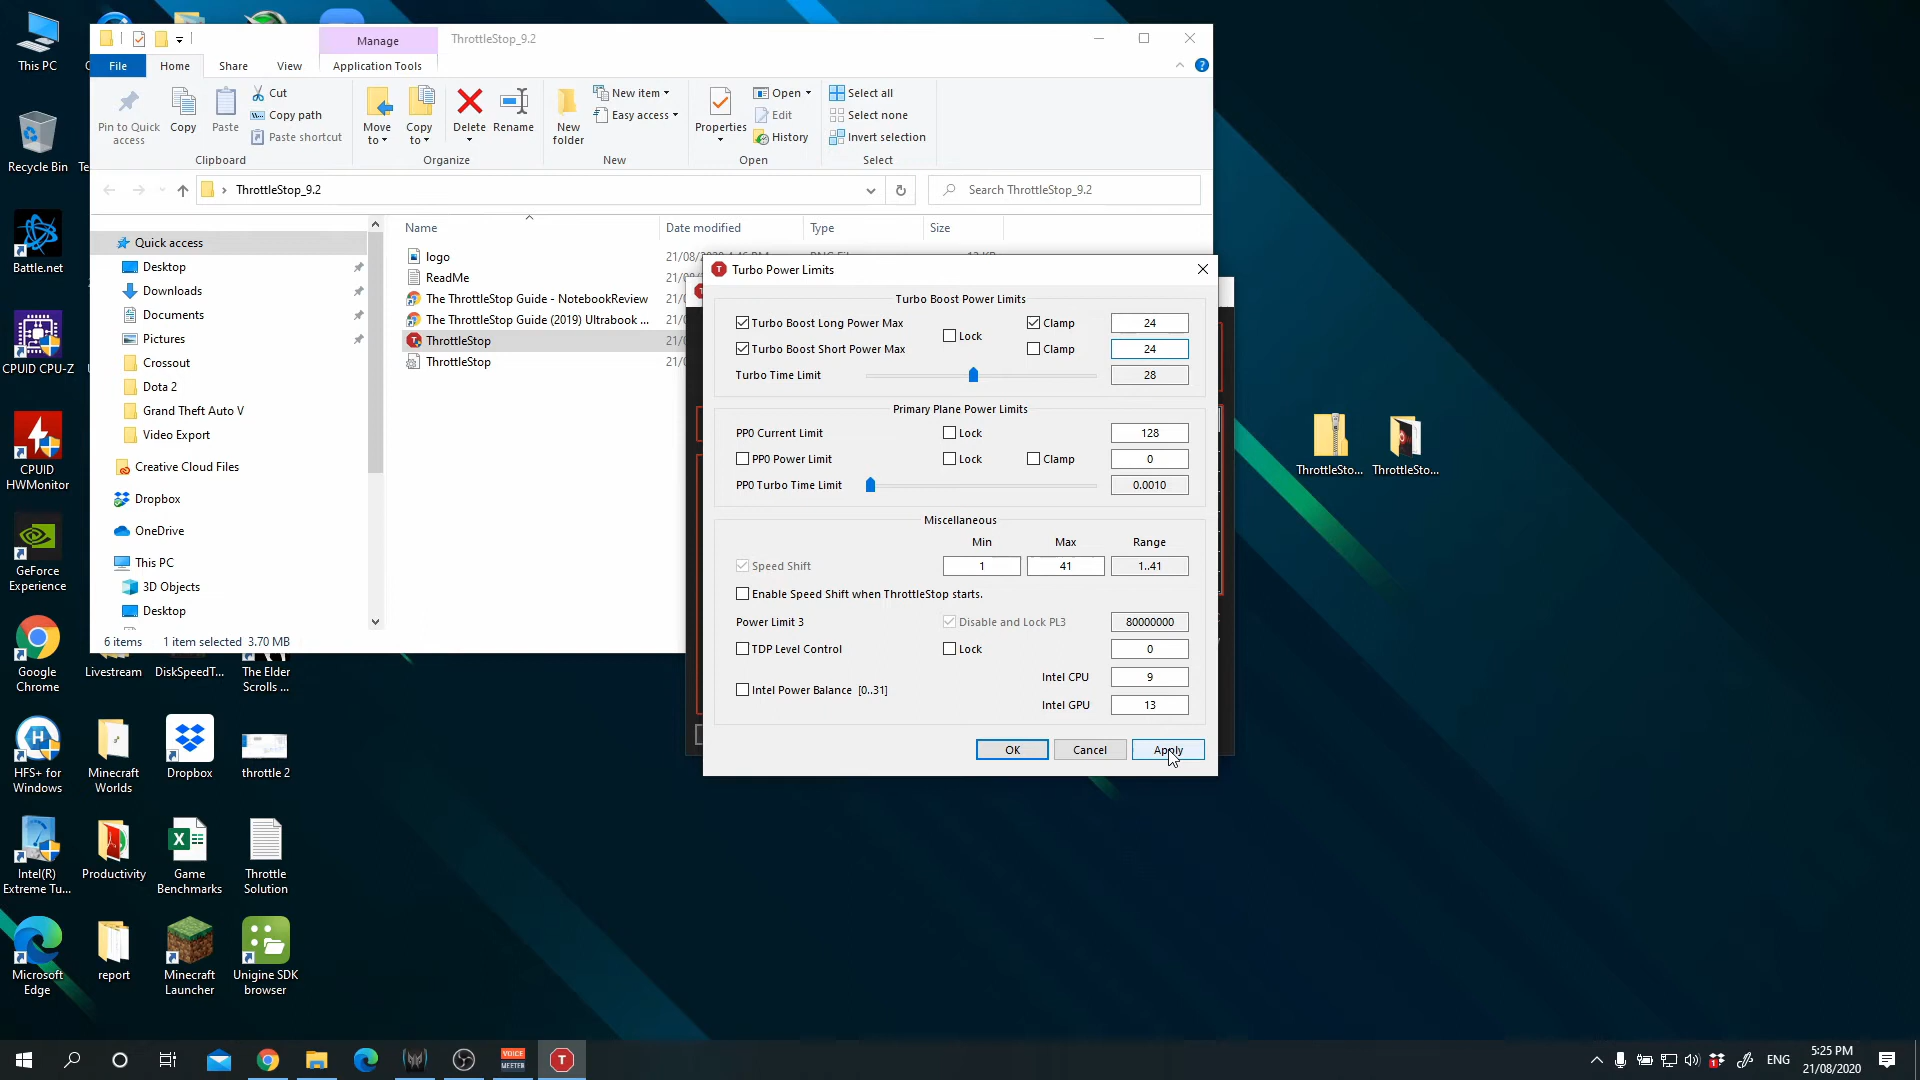 This PC
Manage
ThrottleStop_9.2
File
Home
Share
View
Application Tools
Pin to Quick access
Copy
Paste
Cut
Copy path
Paste shortcut
Clipboard
Move to
Copy to
Delete
Rename
Organize
New folder
New item
Easy access
New
Properties
Open
Edit
History
Open
Select all
Select none
Invert selection
Select
ThrottleStop_9.2
Search ThrottleStop_9.2
Name
Date modified
Type
Size
Quick access
Desktop
Downloads
Documents
Pictures
Crossout
Dota 2
Grand Theft Auto V
Video Export
Creative Cloud Files
Dropbox
OneDrive
This PC
3D Objects
Desktop
logo
ReadMe
The ThrottleStop Guide - NotebookReview
The ThrottleStop Guide (2019) Ultrabook ...
ThrottleStop
ThrottleStop
6 items
1 item selected 3.70 MB
Turbo Power Limits
Turbo Boost Power Limits
Turbo Boost Long Power Max
Clamp
24
Lock
Turbo Boost Short Power Max
Clamp
24
Turbo Time Limit
28
Primary Plane Power Limits
PP0 Current Limit
Lock
128
PP0 Power Limit
Lock
Clamp
0
PP0 Turbo Time Limit
0.0010
Miscellaneous
Min
Max
Range
Speed Shift
1
41
1..41
Enable Speed Shift when ThrottleStop starts.
Power Limit 3
Disable and Lock PL3
80000000
TDP Level Control
Lock
0
Intel CPU
9
Intel Power Balance [0..31]
Intel GPU
13
OK
Cancel
Apply
Recycle Bin
Battle.net
CPUID CPU-Z
CPUID
HWMonitor
GeForce
Experience
Google
Chrome
Livestream
DiskSpeedT...
The Elder
Scrolls ...
HFS+ for
Windows
Minecraft
Worlds
Dropbox
throttle 2
Intel(R)
Extreme Tu...
Productivity
Game
Benchmarks
Throttle
Solution
Microsoft
Edge
report
Minecraft
Launcher
Unigine SDK
browser
ThrottleSto...
ThrottleSto...
VOICE
MEETER
ENG
5:25 PM
21/08/2020